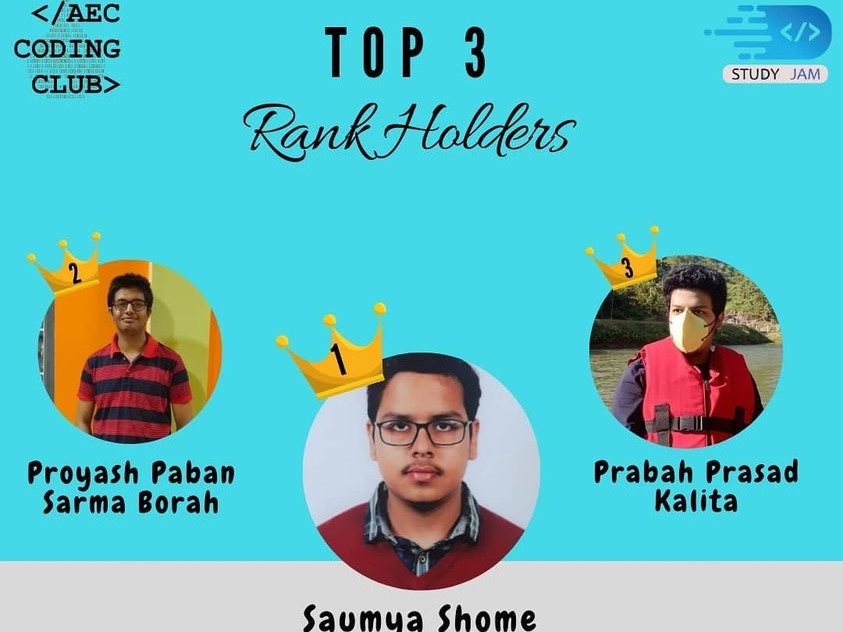 </AEC
CODING
CLUB>
TOP 3
Rank Holders
</>
STUDY JAM
2
3
1
Proyash Paban
Sarma Borah
Prabah Prasad
Kalita
Saumya Shome